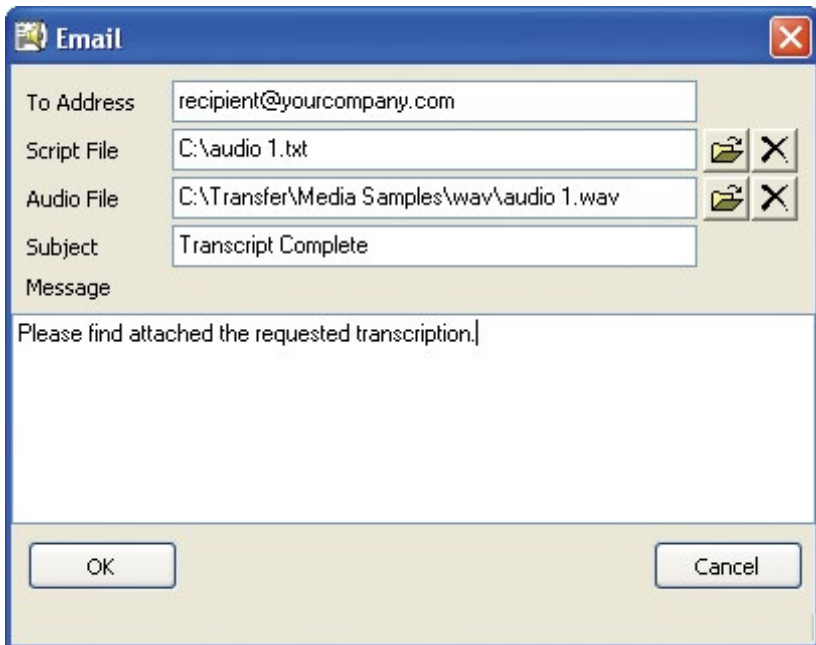 Email
To Address recipient@yourcompany.com
Script File C:\audio 1.txt
Audio File C:\Transfer\Media Samples\wav\audio 1.wav
Subject Transcript Complete
Message
Please find attached the requested transcription.
OK Cancel